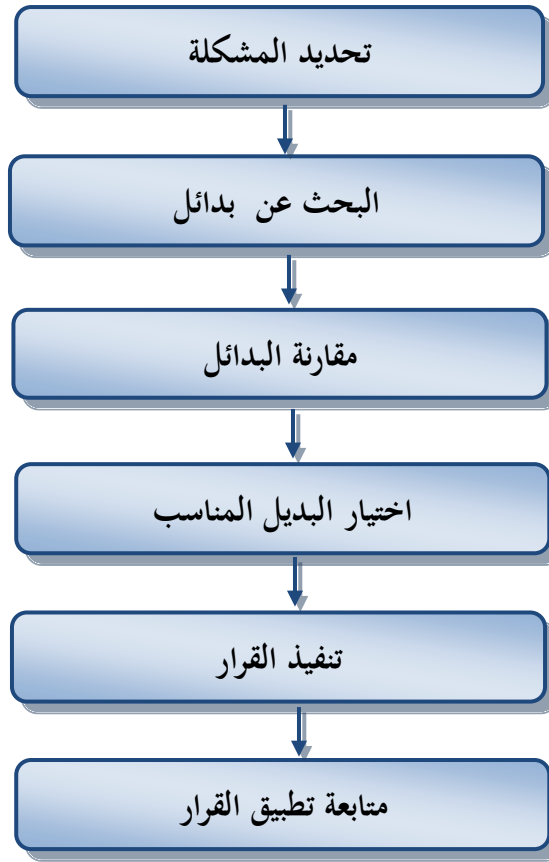 تحديد المشكلة
البحث عن بدائل
مقارنة البدائل
اختيار البديل المناسب
تنفيذ القرار
متابعة تطبيق القرار